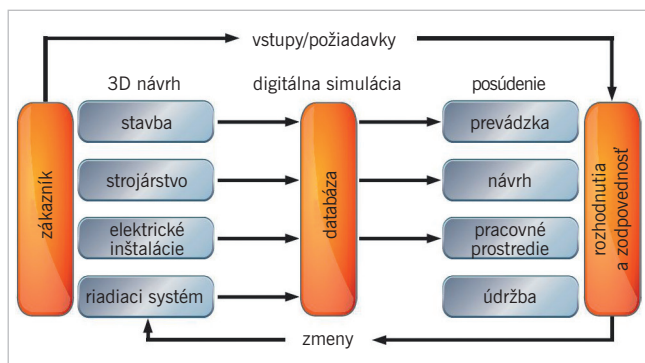 vstupy/požiadavky
3D návrh
digitálna simulácia
posúdenie
zákazník
stavba
strojárstvo
elektrické
inštalácie
riadiaci systém
databáza
prevádzka
návrh
pracovné
prostredie
údržba
rozhodnutia
a zodpovednosť
zmeny